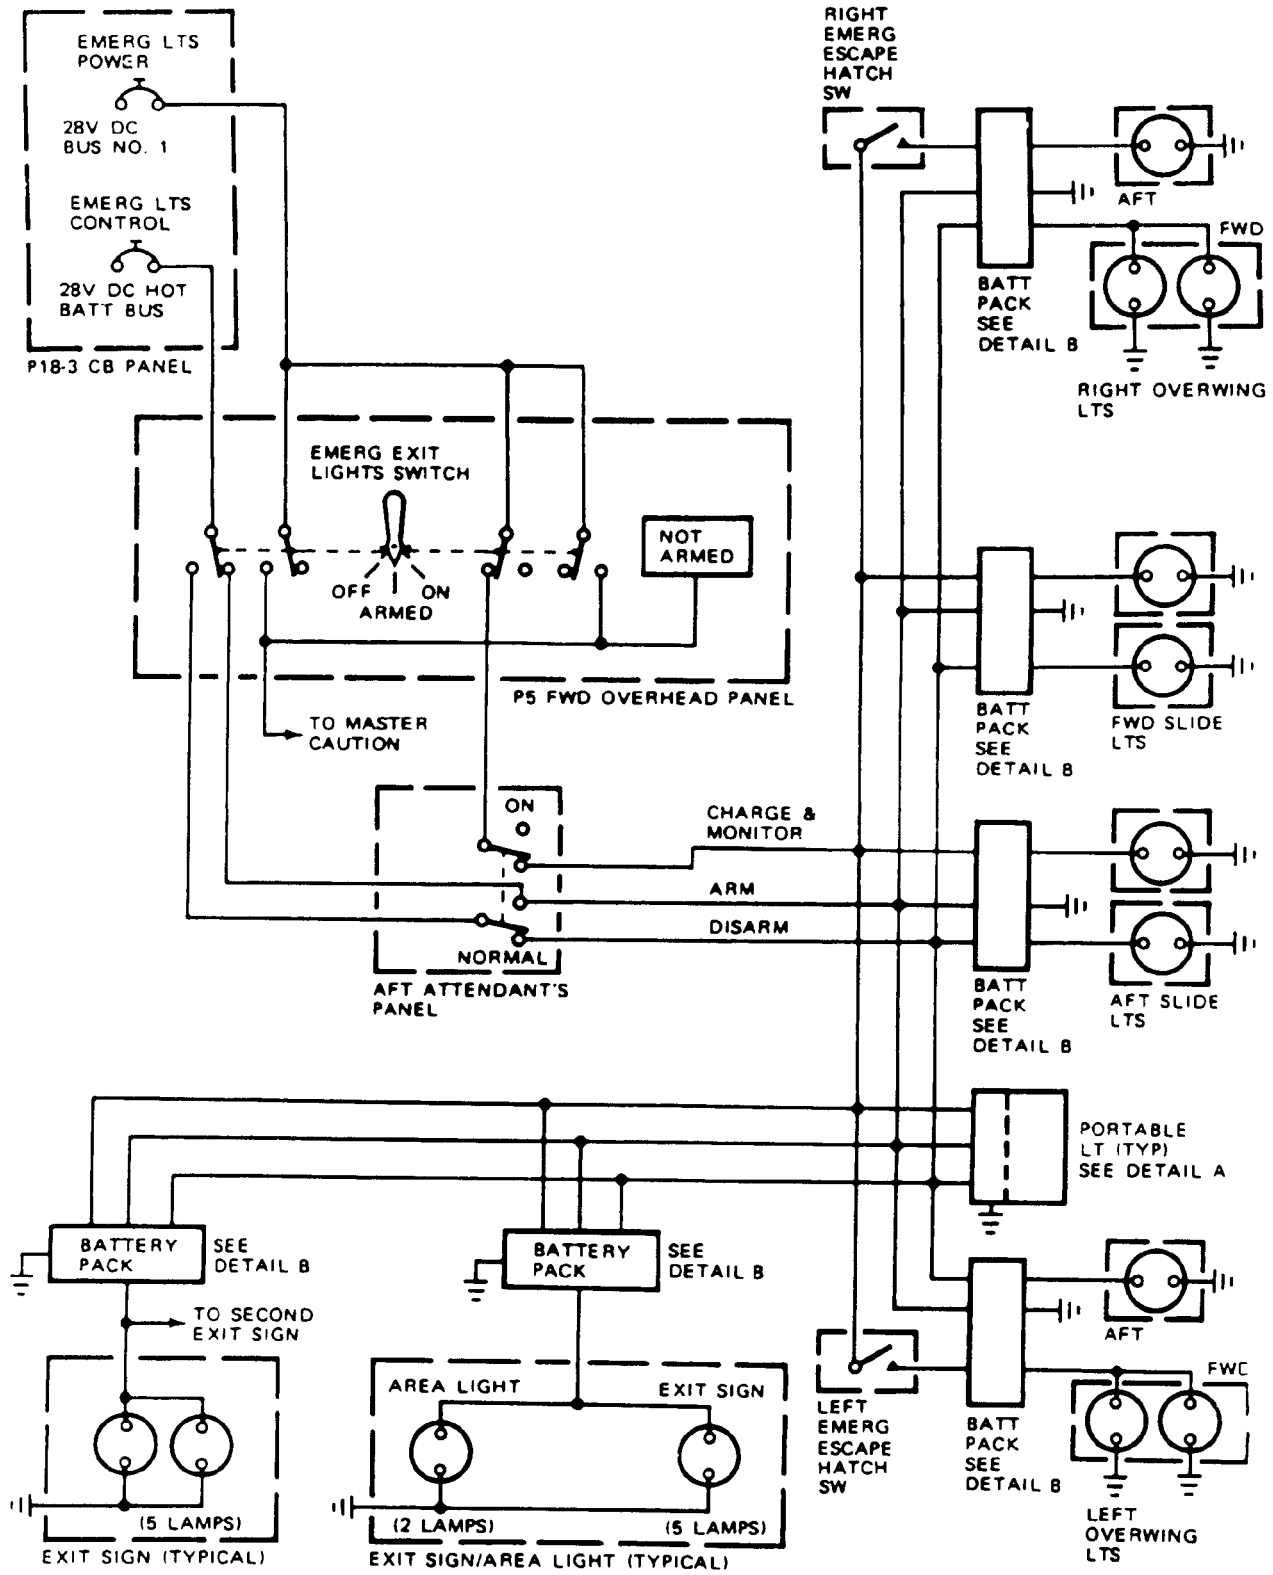 EMERG LTS
POWER
28V DC
BUS NO. 1
EMERG LTS
CONTROL
28V DC HOT
BATT BUS
P18-3 CB PANEL
RIGHT
EMERG
ESCAPE
HATCH
SW
AFT
FWD
BATT
PACK
SEE
DETAIL B
RIGHT OVERWING
LTS
EMERG EXIT
LIGHTS SWITCH
OFF
ON
ARMED
NOT
ARMED
P5 FWD OVERHEAD PANEL
TO MASTER
CAUTION
BATT
PACK
SEE
DETAIL B
FWD SLIDE
LTS
ON
NORMAL
AFT ATTENDANT'S
PANEL
CHARGE &
MONITOR
ARM
DISARM
BATT
PACK
SEE
DETAIL B
AFT SLIDE
LTS
PORTABLE
LT (TYP)
SEE DETAIL A
BATTERY
PACK
SEE
DETAIL B
TO SECOND
EXIT SIGN
(5 LAMPS)
EXIT SIGN (TYPICAL)
BATTERY
PACK
SEE
DETAIL B
AREA LIGHT
EXIT SIGN
(2 LAMPS)
(5 LAMPS)
EXIT SIGN/AREA LIGHT (TYPICAL)
LEFT
EMERG
ESCAPE
HATCH
SW
AFT
FWD
BATT
PACK
SEE
DETAIL B
LEFT
OVERWING
LTS